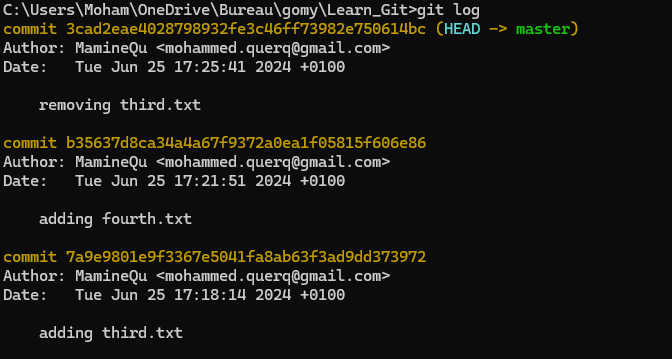 C:\Users\Moham\OneDrive\Bureau\gomy\Learn_Git>git log
commit 3cad2eae4028798932fe3c46ff73982e750614bc (HEAD -> master)
Author: MamineQu <mohammed.querq@gmail.com>
Date:   Tue Jun 25 17:25:41 2024 +0100
    removing third.txt
commit b35637d8ca34a4a67f9372a0ea1f05815f606e86
Author: MamineQu <mohammed.querq@gmail.com>
Date:   Tue Jun 25 17:21:51 2024 +0100
    adding fourth.txt
commit 7a9e9801e9f3367e5041fa8ab63f3ad9dd373972
Author: MamineQu <mohammed.querq@gmail.com>
Date:   Tue Jun 25 17:18:14 2024 +0100
    adding third.txt